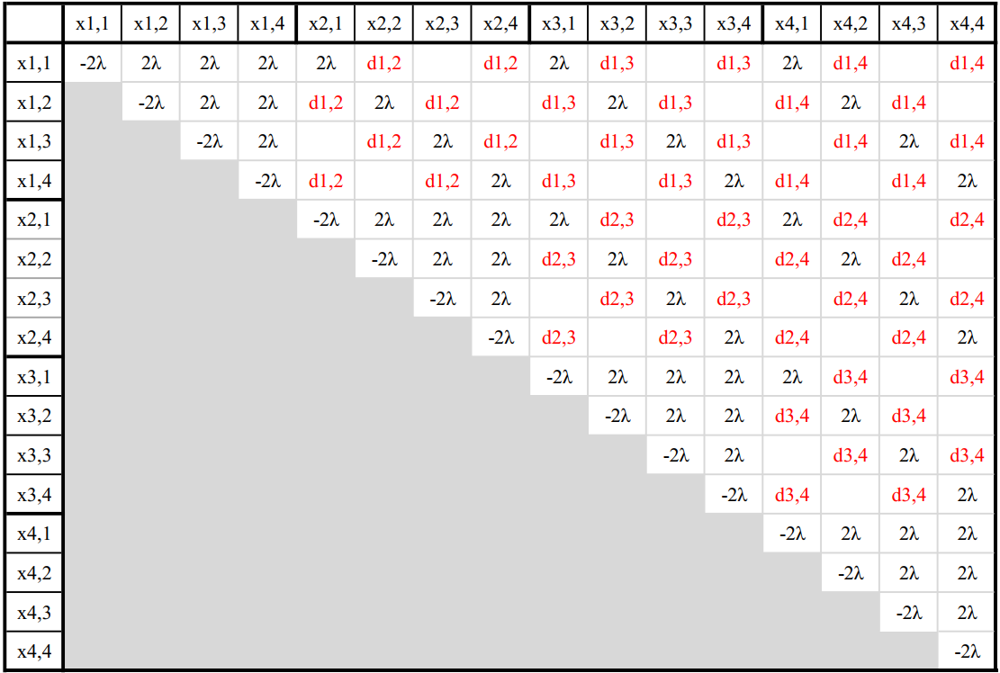 x1,1 x1,2 x1,3 x1,4 x2,1 x2,2 x2,3 x2,4 x3,1 x3,2 x3,3 x3,4 x4,1 x4,2 x4,3 x4,4
x1,1 -2λ 2λ 2λ 2λ 2λ d1,2 d1,2 2λ d1,3 d1,3 2λ d1,4 d1,4
x1,2 -2λ 2λ 2λ d1,2 2λ d1,2 d1,3 2λ d1,3 d1,4 2λ d1,4
x1,3 -2λ 2λ d1,2 2λ d1,2 d1,3 2λ d1,3 d1,4 2λ d1,4
x1,4 -2λ d1,2 d1,2 2λ d1,3 d1,3 2λ d1,4 d1,4 2λ
x2,1 -2λ 2λ 2λ 2λ 2λ d2,3 d2,3 2λ d2,4 d2,4
x2,2 -2λ 2λ 2λ d2,3 2λ d2,3 d2,4 2λ d2,4
x2,3 -2λ 2λ d2,3 2λ d2,3 d2,4 2λ d2,4
x2,4 -2λ d2,3 d2,3 2λ d2,4 d2,4 2λ
x3,1 -2λ 2λ 2λ 2λ 2λ d3,4 d3,4
x3,2 -2λ 2λ 2λ d3,4 2λ d3,4
x3,3 -2λ 2λ d3,4 2λ d3,4
x3,4 -2λ d3,4 d3,4 2λ
x4,1 -2λ 2λ 2λ 2λ
x4,2 -2λ 2λ 2λ
x4,3 -2λ 2λ
x4,4 -2λ